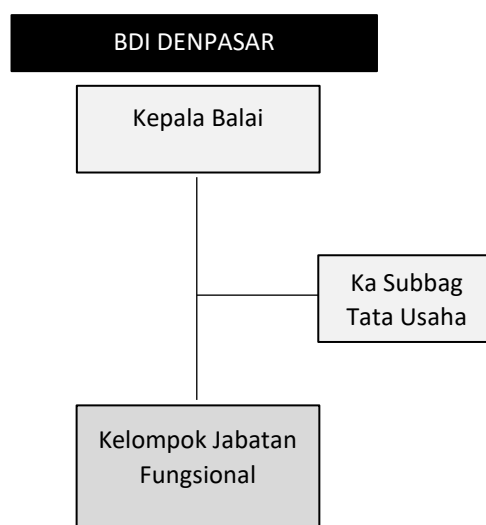 BDI DENPASAR
Kepala Balai
Ka Subbag
Tata Usaha
Kelompok Jabatan
Fungsional